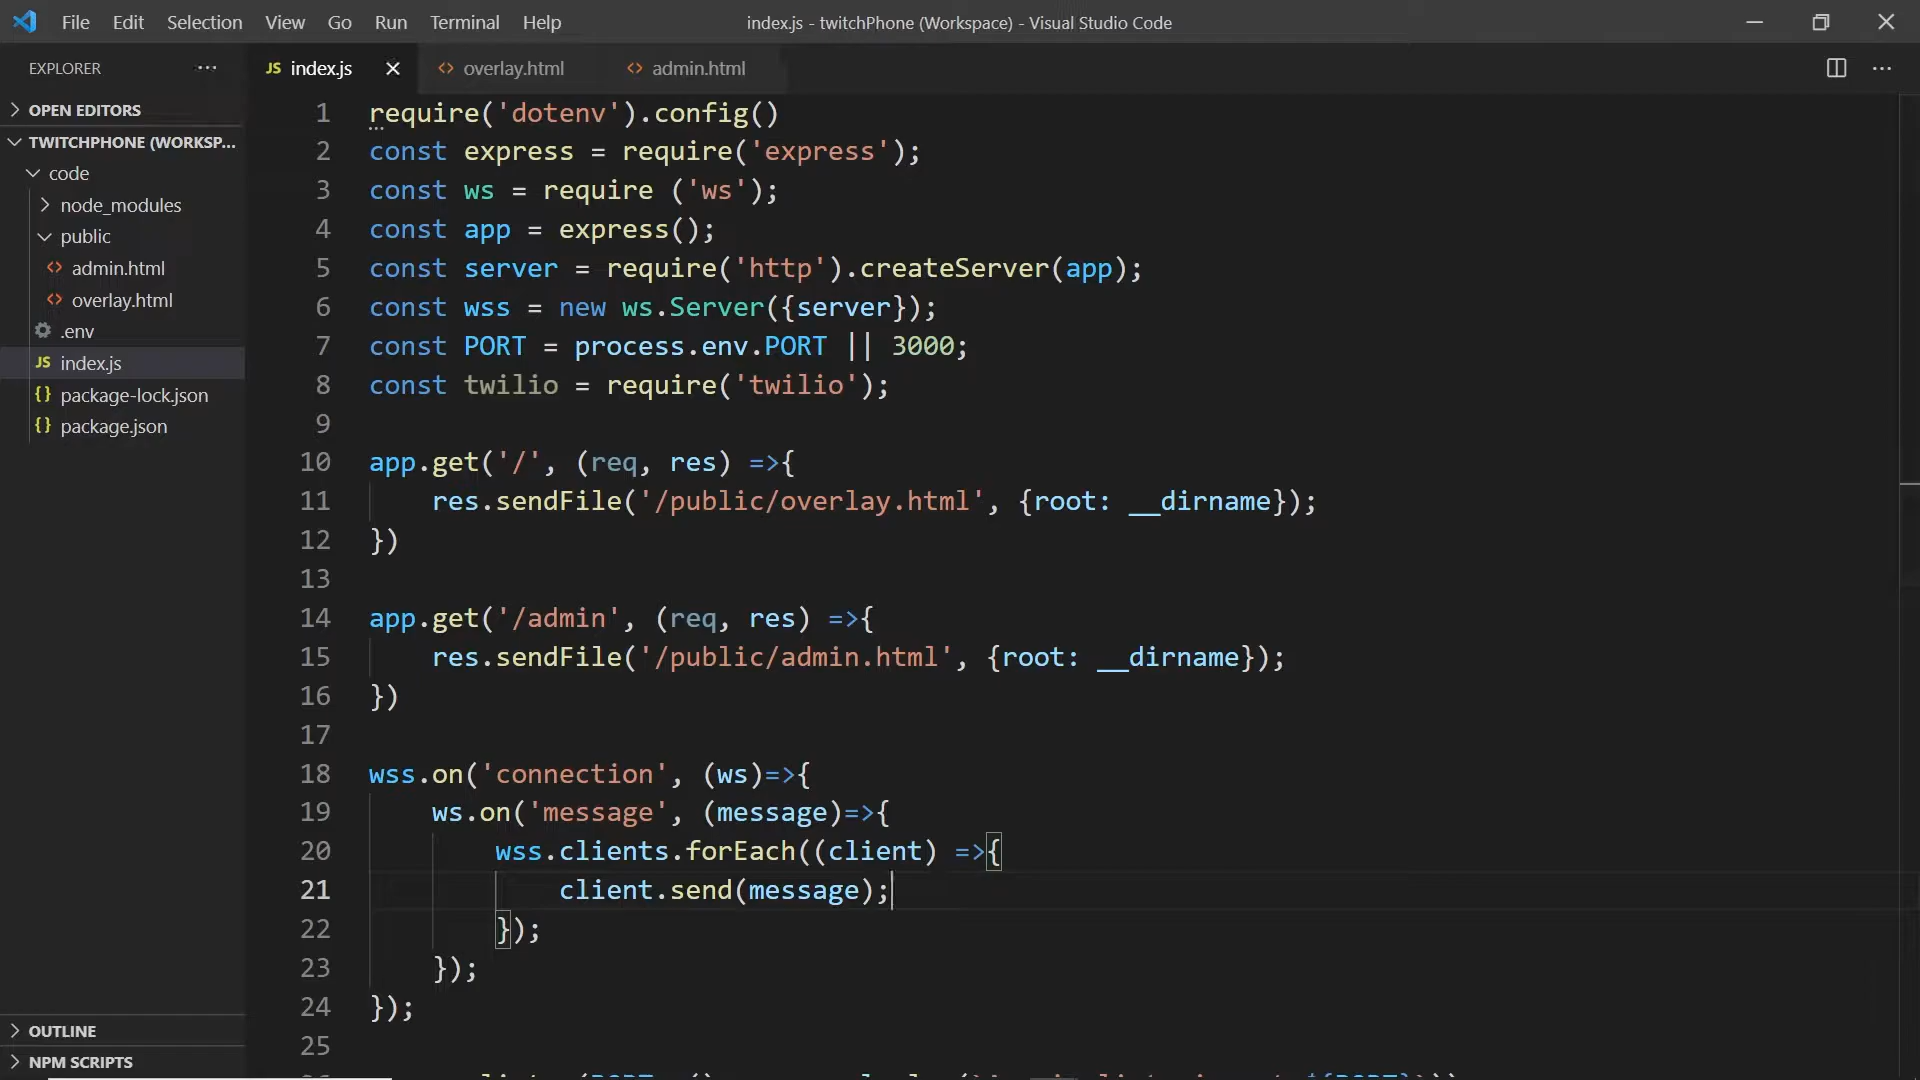 File Edit Selection View Go Run Terminal Help
index.js - twitchPhone (Workspace) - Visual Studio Code
EXPLORER ···
JS index.js
<> overlay.html
<> admin.html
OPEN EDITORS
TWITCHPHONE (WORKSP...
code
node_modules
public
<> admin.html
<> overlay.html
.env
JS index.js
{} package-lock.json
{} package.json
OUTLINE
NPM SCRIPTS
1 require('dotenv').config()
2 const express = require('express');
3 const ws = require ('ws');
4 const app = express();
5 const server = require('http').createServer(app);
6 const wss = new ws.Server({server});
7 const PORT = process.env.PORT || 3000;
8 const twilio = require('twilio');
9
10 app.get('/', (req, res) =>{
11 res.sendFile('/public/overlay.html', {root: __dirname});
12 })
13
14 app.get('/admin', (req, res) =>{
15 res.sendFile('/public/admin.html', {root: __dirname});
16 })
17
18 wss.on('connection', (ws)=>{
19 ws.on('message', (message)=>{
20 wss.clients.forEach((client) =>{
21 client.send(message);
22 });
23 });
24 });
25